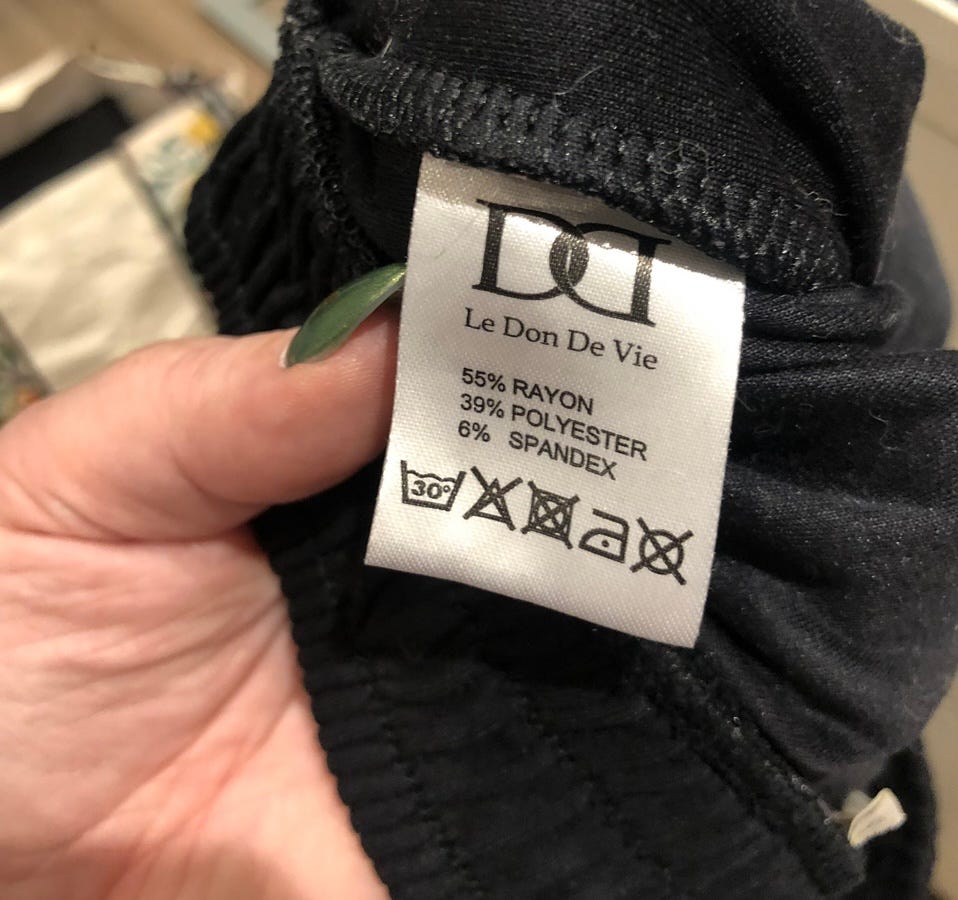 DD
Le Don De Vie
55% RAYON
39% POLYESTER
6% SPANDEX
30°